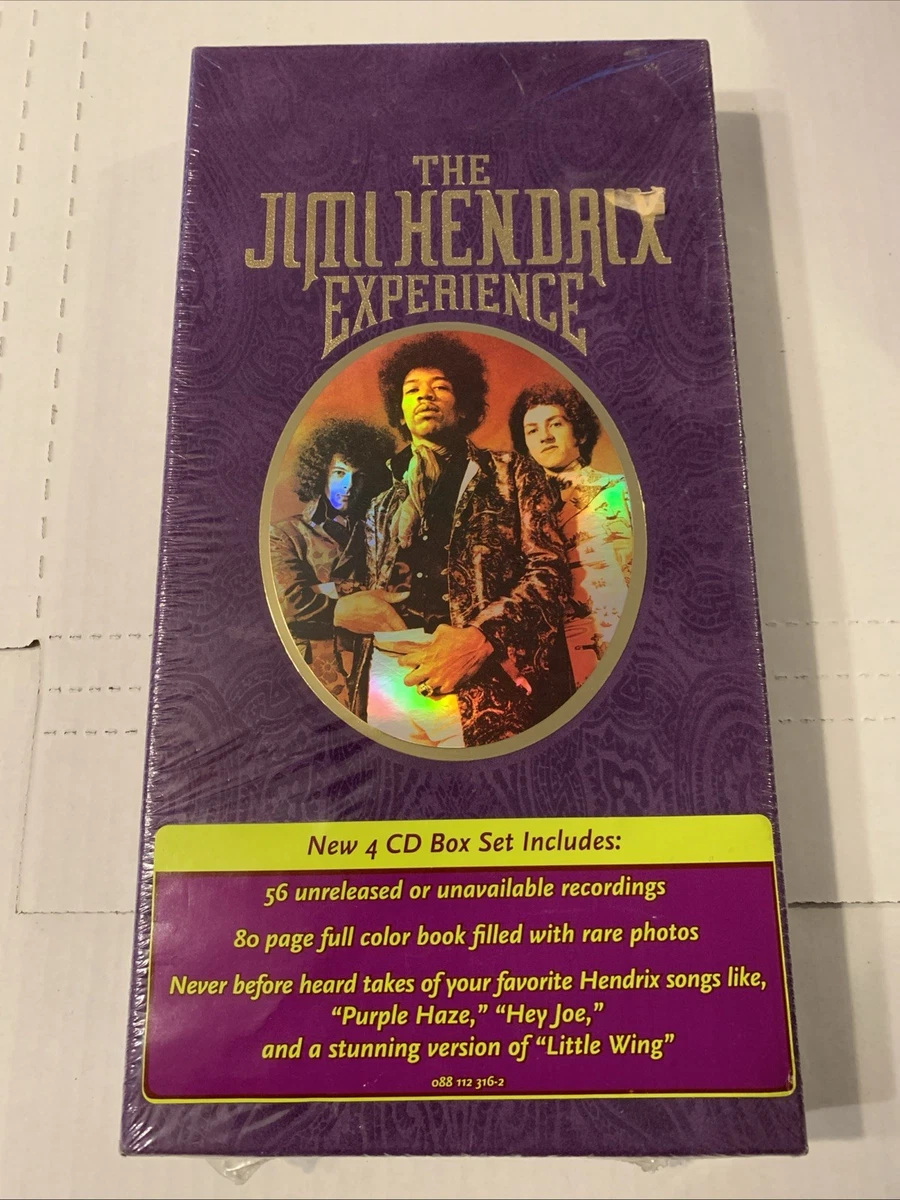 THE
JIMI HENDRIX
EXPERIENCE
New 4 CD Box Set Includes:
56 unreleased or unavailable recordings
80 page full color book filled with rare photos
Never before heard takes of your favorite Hendrix songs like,
“Purple Haze,” “Hey Joe,”
and a stunning version of “Little Wing”
088 112 316-2